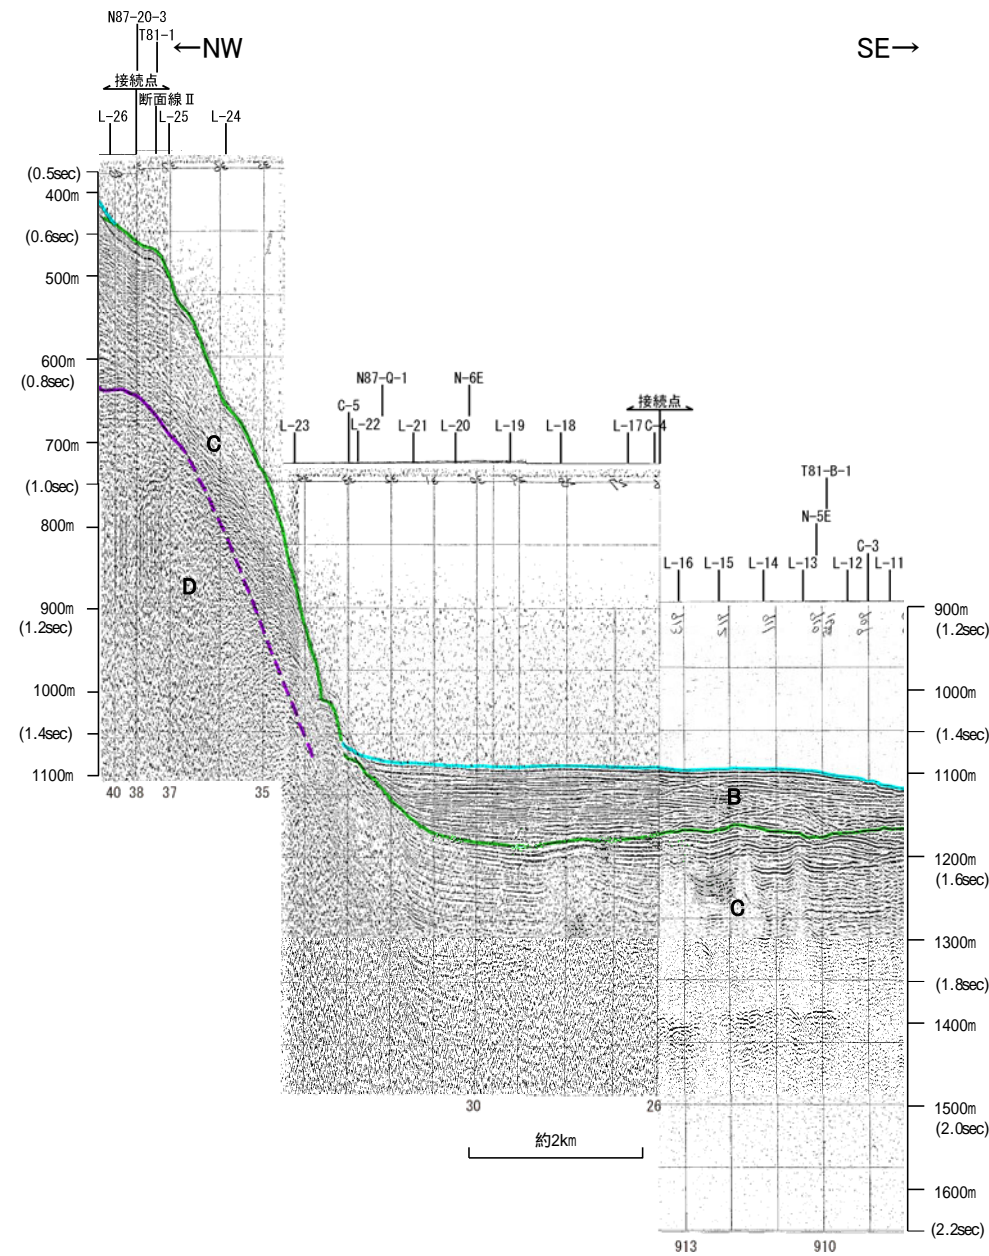 N87-20-3
T81-1
←NW
SE→
接続点
断面線Ⅱ
L-26
L-25
L-24
(0.5sec)
400m
(0.6sec)
500m
600m
(0.8sec)
700m
(1.0sec)
800m
900m
(1.2sec)
1000m
(1.4sec)
1100m
C
D
40 38 37 35
N87-Q-1
N-6E
接続点
C-5
L-23
L-22
L-21
L-20
L-19
L-18
L-17
C-4
T81-B-1
N-5E
C-3
L-16
L-15
L-14
L-13
L-12
L-11
913
910
900m
(1.2sec)
1000m
(1.4sec)
1100m
B
1200m
(1.6sec)
C
1300m
(1.8sec)
1400m
1500m
(2.0sec)
1600m
(2.2sec)
30
26
約2km
913
910